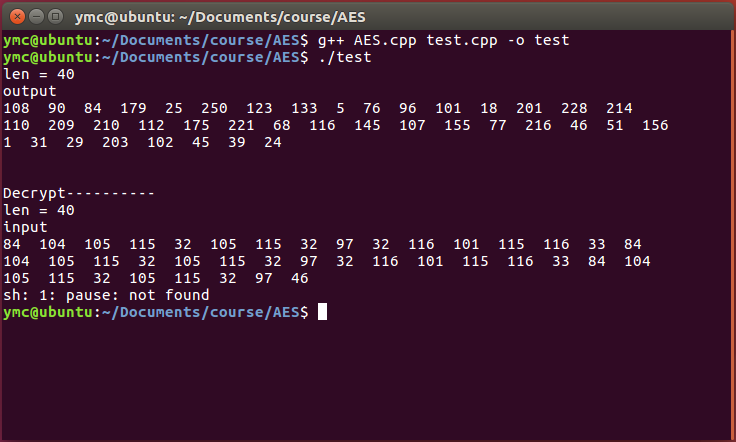 ymc@ubuntu: ~/Documents/course/AES
ymc@ubuntu:~/Documents/course/AES$ g++ AES.cpp test.cpp -o test
ymc@ubuntu:~/Documents/course/AES$ ./test
len = 40
output
108  90  84  179  25  250  123  133  5  76  96  101  18  201  228  214
110  209  210  112  175  221  68  116  145  107  155  77  216  46  51  156
1  31  29  203  102  45  39  24
Decrypt----------
len = 40
input
84  104  105  115  32  105  115  32  97  32  116  101  115  116  33  84
104  105  115  32  105  115  32  97  32  116  101  115  116  33  84  104
105  115  32  105  115  32  97  46
sh: 1: pause: not found
ymc@ubuntu:~/Documents/course/AES$